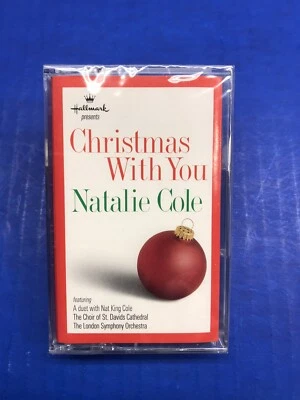 Hallmark
presents
Christmas
With You
Natalie Cole
featuring
A duet with Nat King Cole
The Choir of St. Davids Cathedral
The London Symphony Orchestra